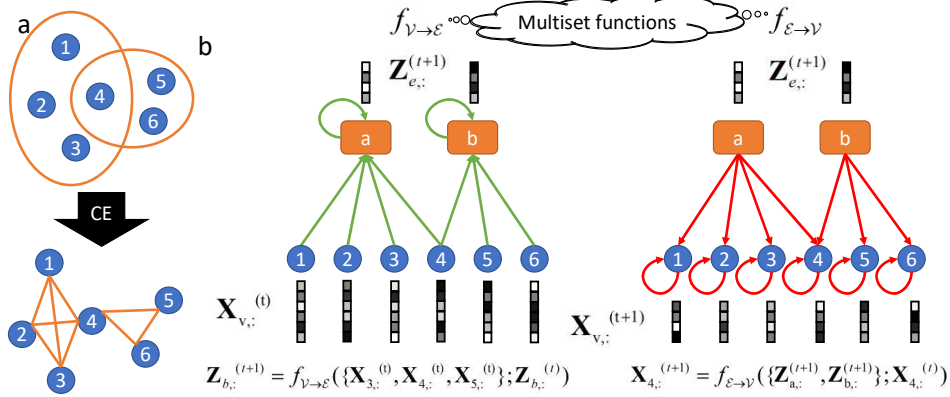 a
b
1
2
3
4
5
6
CE
1
2
3
4
5
6
f_{𝒱→ℰ}
Multiset functions
f_{ℰ→𝒱}
Z_{e,:}^{(t+1)}
a
b
1 2 3 4 5 6
X_{v,:}^{(t)}
Z_{b,:}^{(t+1)} = f_{𝒱→ℰ}({X_{3,:}^{(t)}, X_{4,:}^{(t)}, X_{5,:}^{(t)}}; Z_{b,:}^{(t)})
Z_{e,:}^{(t+1)}
a
b
1 2 3 4 5 6
X_{v,:}^{(t+1)}
X_{4,:}^{(t+1)} = f_{ℰ→𝒱}({Z_{a,:}^{(t+1)}, Z_{b,:}^{(t+1)}}; X_{4,:}^{(t)})